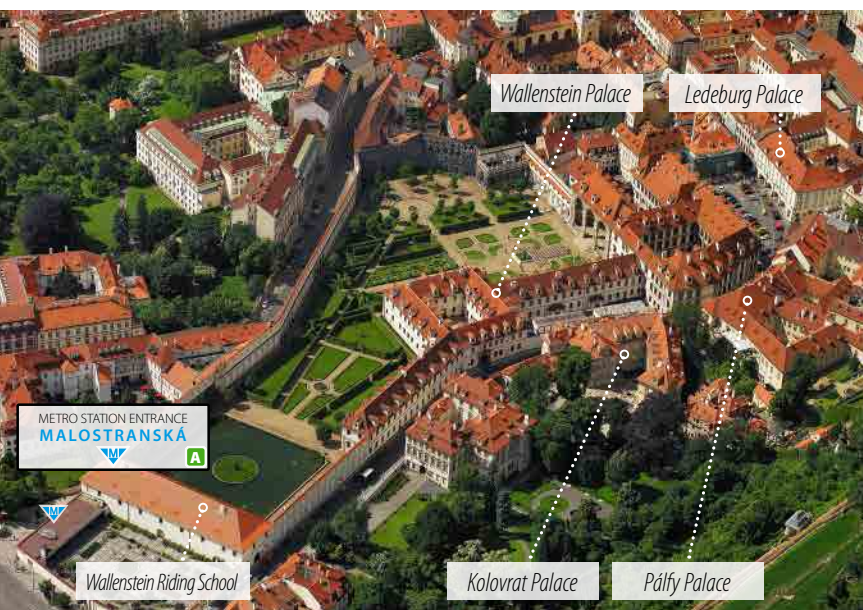 Wallenstein Palace
Ledeburg Palace
METRO STATION ENTRANCE
MALOSTRANSKÁ
M
A
M
Wallenstein Riding School
Kolovrat Palace
Pálfy Palace